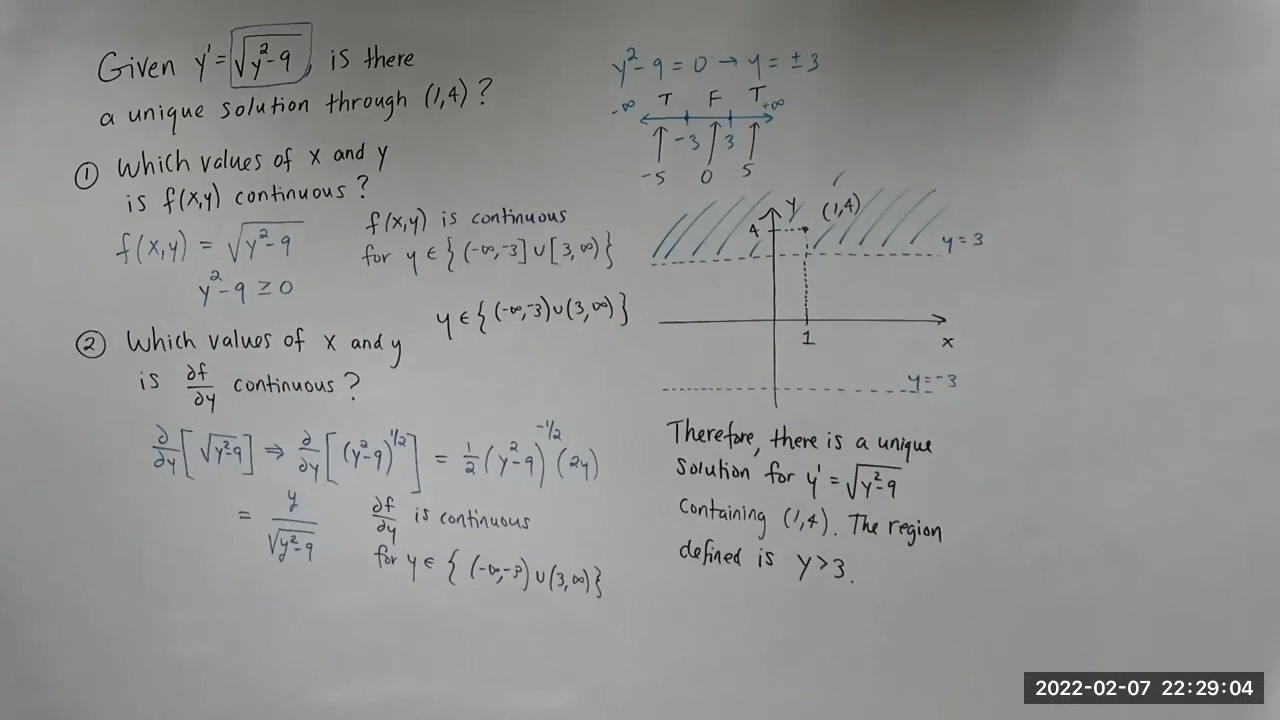 Given y' = √(y²-9), is there
a unique solution through (1,4)?
① Which values of x and y
is f(x,y) continuous?
f(x,y) = √(y²-9)
y²-9 ≥ 0
f(x,y) is continuous
for y ∈ { (-∞,-3] ∪ [3,∞) }
y ∈ { (-∞,-3) ∪ (3,∞) }
② Which values of x and y
is ∂f/∂y continuous?
∂/∂y [ √(y²-9) ] ⇒ ∂/∂y [ (y²-9)^(1/2) ] = 1/2 (y²-9)^(-1/2) (2y)
= y/√(y²-9)
∂f/∂y is continuous
for y ∈ { (-∞,-3) ∪ (3,∞) }
y²-9 = 0 → y = ±3
T F T
-∞ +∞
-3 3
-5 0 5
y (1,4)
4
y = 3
1
x
y = -3
Therefore, there is a unique
solution for y' = √(y²-9)
containing (1,4). The region
defined is y > 3.
2022-02-07 22:29:04